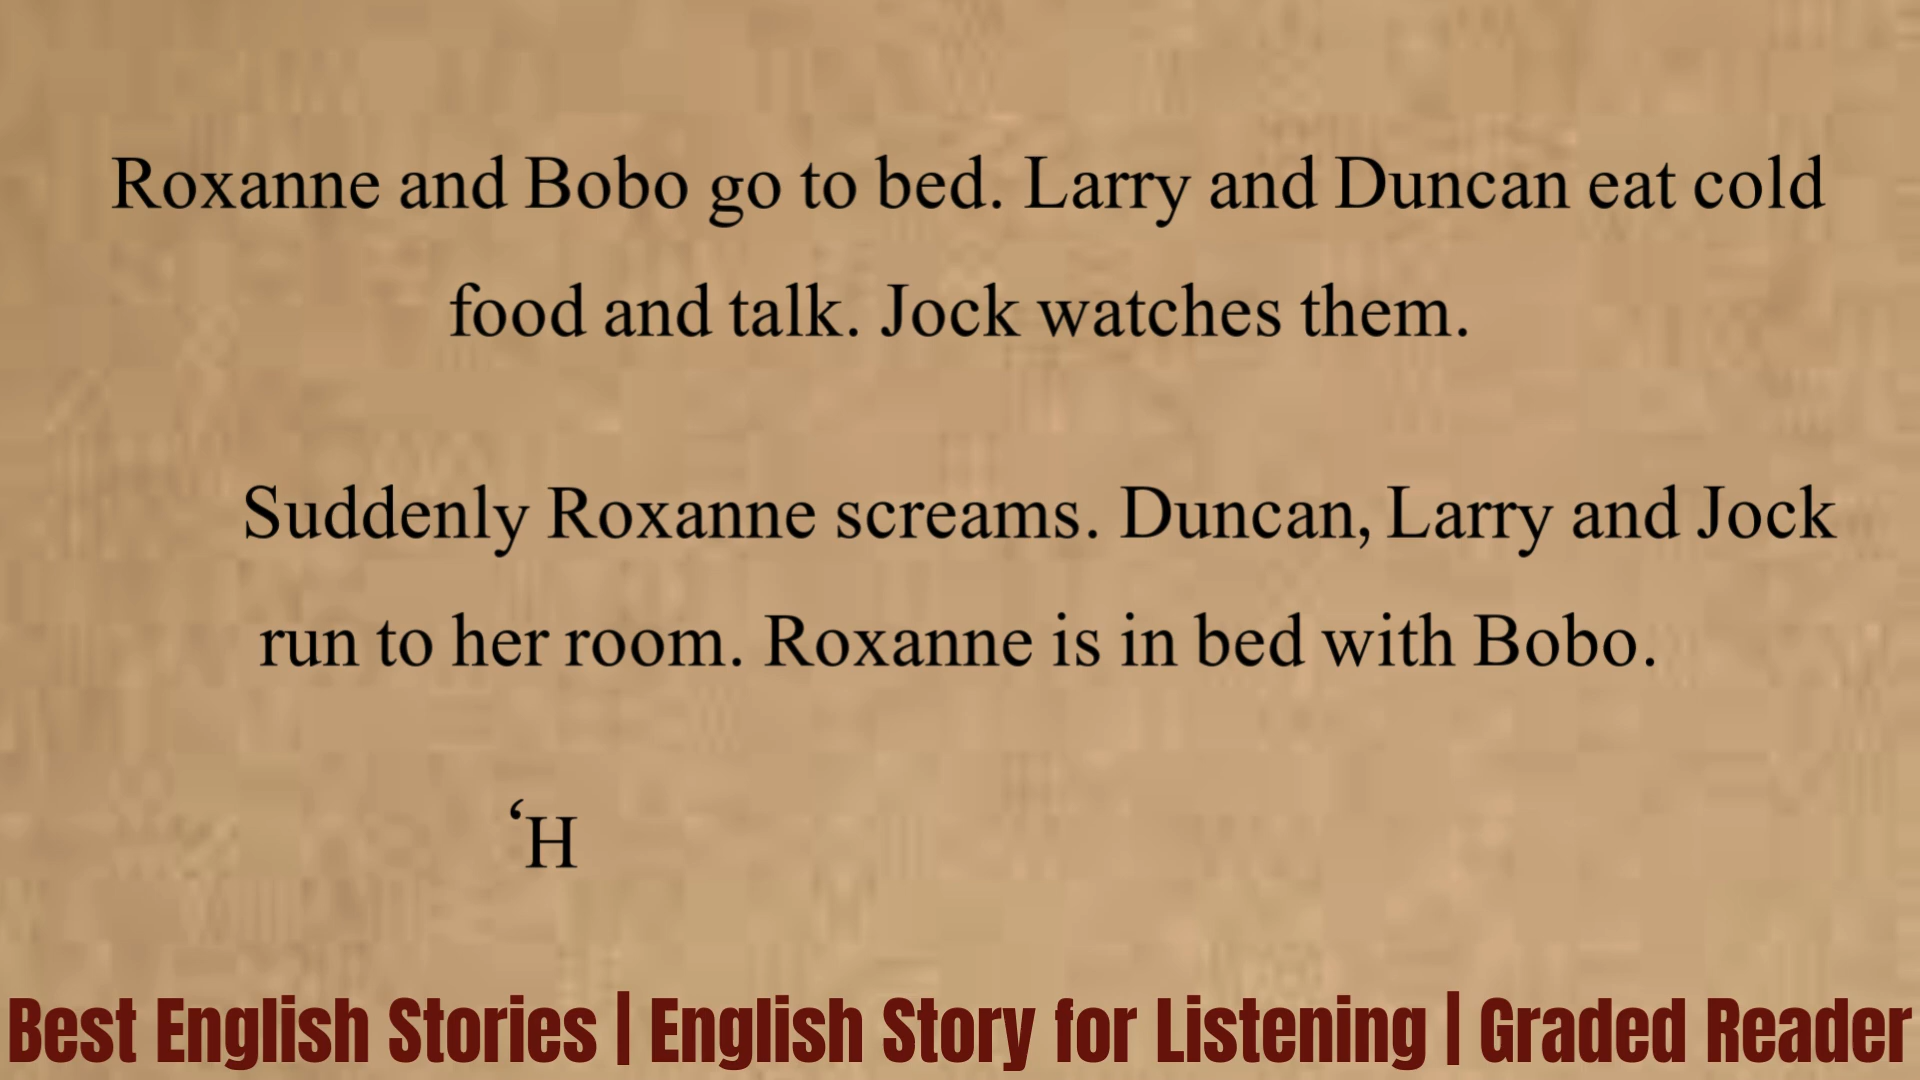 Roxanne and Bobo go to bed. Larry and Duncan eat cold
food and talk. Jock watches them.
Suddenly Roxanne screams. Duncan, Larry and Jock
run to her room. Roxanne is in bed with Bobo.
‘H
Best English Stories | English Story for Listening | Graded Reader